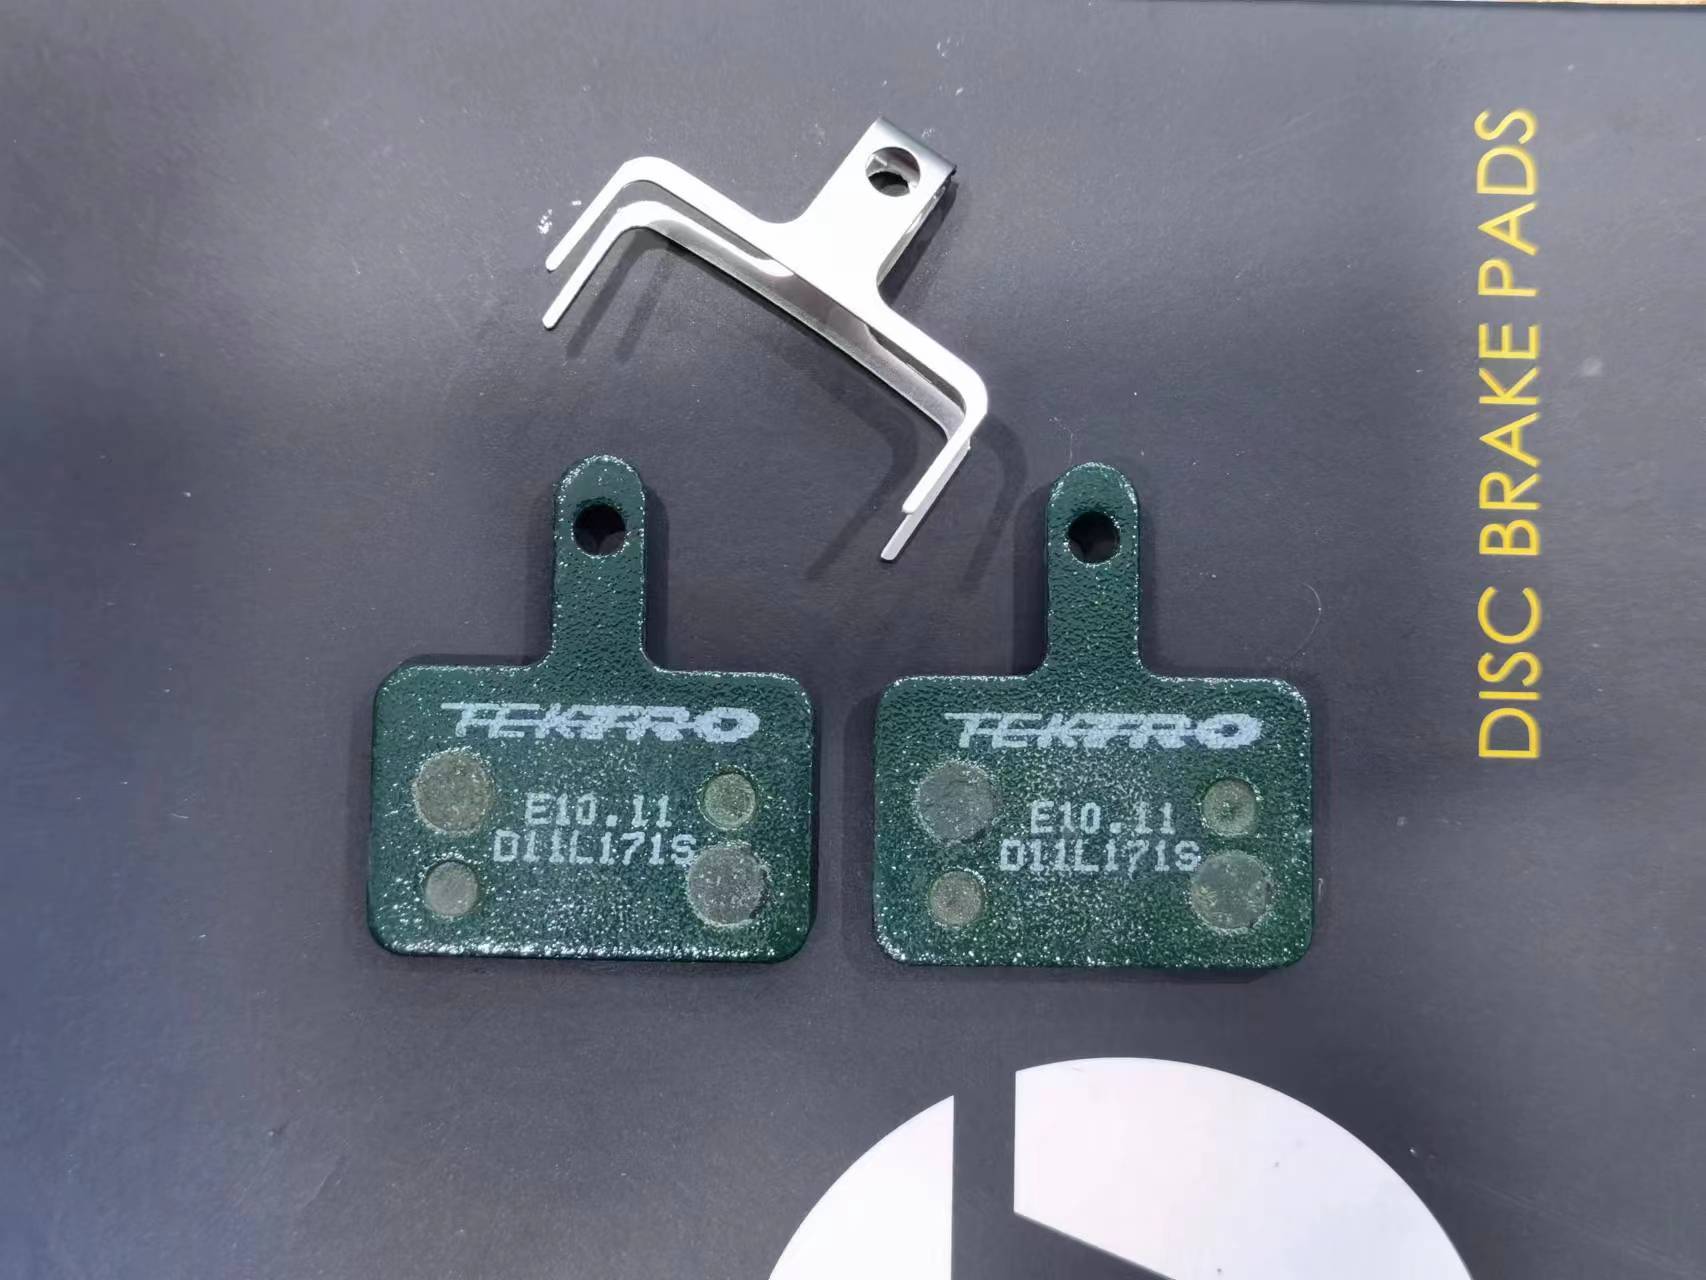 TEKTRO
E10.11
D11L171S
TEKTRO
E10.11
D11L171S
DISC BRAKE PADS